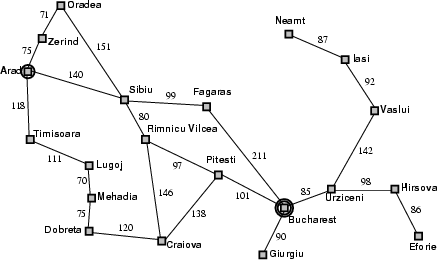 Oradea
71
Neamt
Zerind
87
151
75
Iasi
Arad
140
92
Sibiu
99
Fagaras
118
80
Vaslui
Rimnicu Vilcea
Timisoara
142
111
211
Lugoj
97
Pitesti
70
98
Hirsova
85
146
101
Mehadia
Urziceni
138
86
75
Bucharest
120
Dobreta
90
Craiova
Eforie
Giurgiu